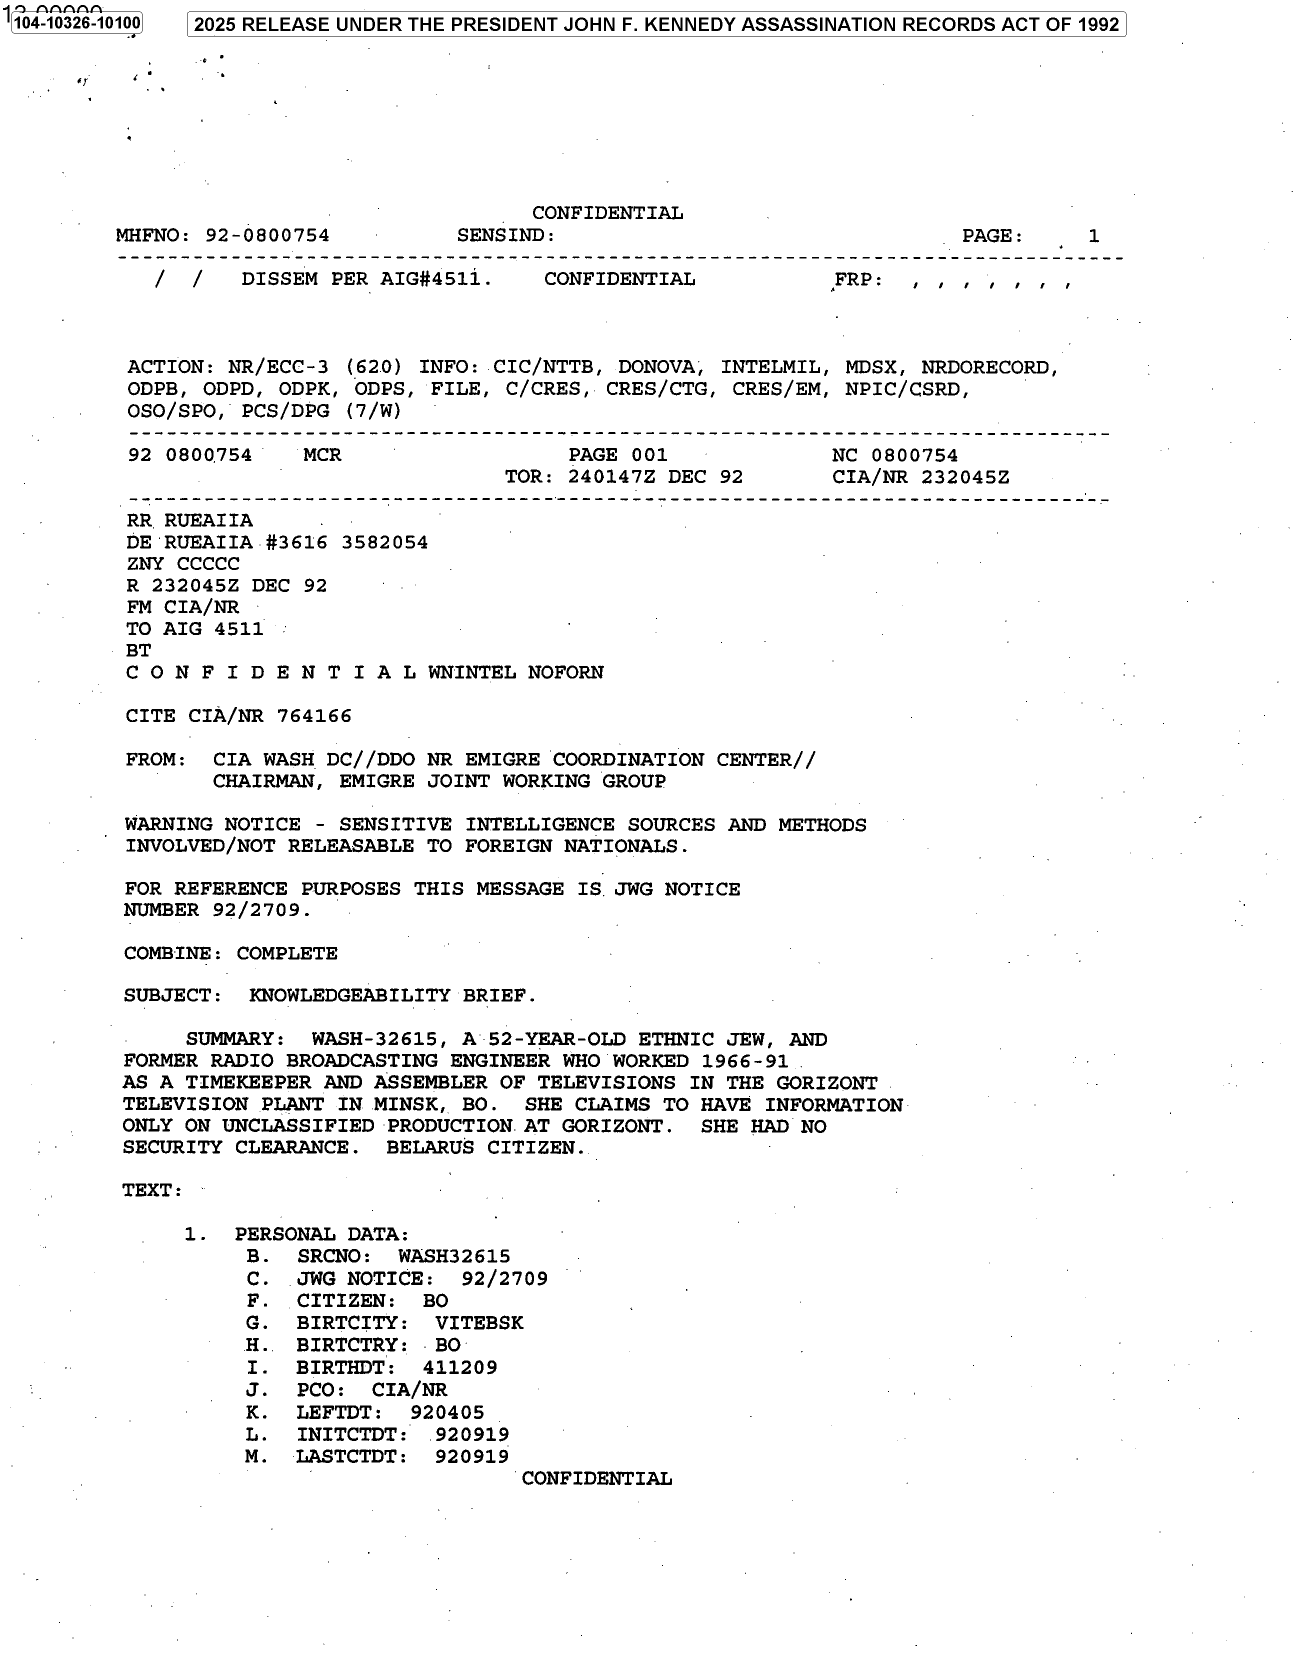 104-10326-10100
2025 RELEASE UNDER THE PRESIDENT JOHN F. KENNEDY ASSASSINATION RECORDS ACT OF 1992
CONFIDENTIAL
MHFNO: 92-0800754 SENSIND: PAGE: 1
/ / DISSEM PER AIG#4511. CONFIDENTIAL FRP: , , , , , , ,
ACTION: NR/ECC-3 (620) INFO: CIC/NTTB, DONOVA, INTELMIL, MDSX, NRDORECORD,
ODPB, ODPD, ODPK, ODPS, FILE, C/CRES, CRES/CTG, CRES/EM, NPIC/CSRD,
OSO/SPO, PCS/DPG (7/W)
92 0800754 MCR PAGE 001 NC 0800754
TOR: 240147Z DEC 92 CIA/NR 232045Z
RR RUEAIIA
DE RUEAIIA #3616 3582054
ZNY CCCCC
R 232045Z DEC 92
FM CIA/NR
TO AIG 4511
BT
C O N F I D E N T I A L WNINTEL NOFORN
CITE CIA/NR 764166
FROM: CIA WASH DC//DDO NR EMIGRE COORDINATION CENTER//
CHAIRMAN, EMIGRE JOINT WORKING GROUP
WARNING NOTICE - SENSITIVE INTELLIGENCE SOURCES AND METHODS
INVOLVED/NOT RELEASABLE TO FOREIGN NATIONALS.
FOR REFERENCE PURPOSES THIS MESSAGE IS JWG NOTICE
NUMBER 92/2709.
COMBINE: COMPLETE
SUBJECT: KNOWLEDGEABILITY BRIEF.
SUMMARY: WASH-32615, A 52-YEAR-OLD ETHNIC JEW, AND
FORMER RADIO BROADCASTING ENGINEER WHO WORKED 1966-91
AS A TIMEKEEPER AND ASSEMBLER OF TELEVISIONS IN THE GORIZONT
TELEVISION PLANT IN MINSK, BO. SHE CLAIMS TO HAVE INFORMATION
ONLY ON UNCLASSIFIED PRODUCTION AT GORIZONT. SHE HAD NO
SECURITY CLEARANCE. BELARUS CITIZEN.
TEXT:
1. PERSONAL DATA:
B. SRCNO: WASH32615
C. JWG NOTICE: 92/2709
F. CITIZEN: BO
G. BIRTCITY: VITEBSK
H. BIRTCTRY: BO
I. BIRTHDT: 411209
J. PCO: CIA/NR
K. LEFTDT: 920405
L. INITCTDT: 920919
M. LASTCTDT: 920919
CONFIDENTIAL